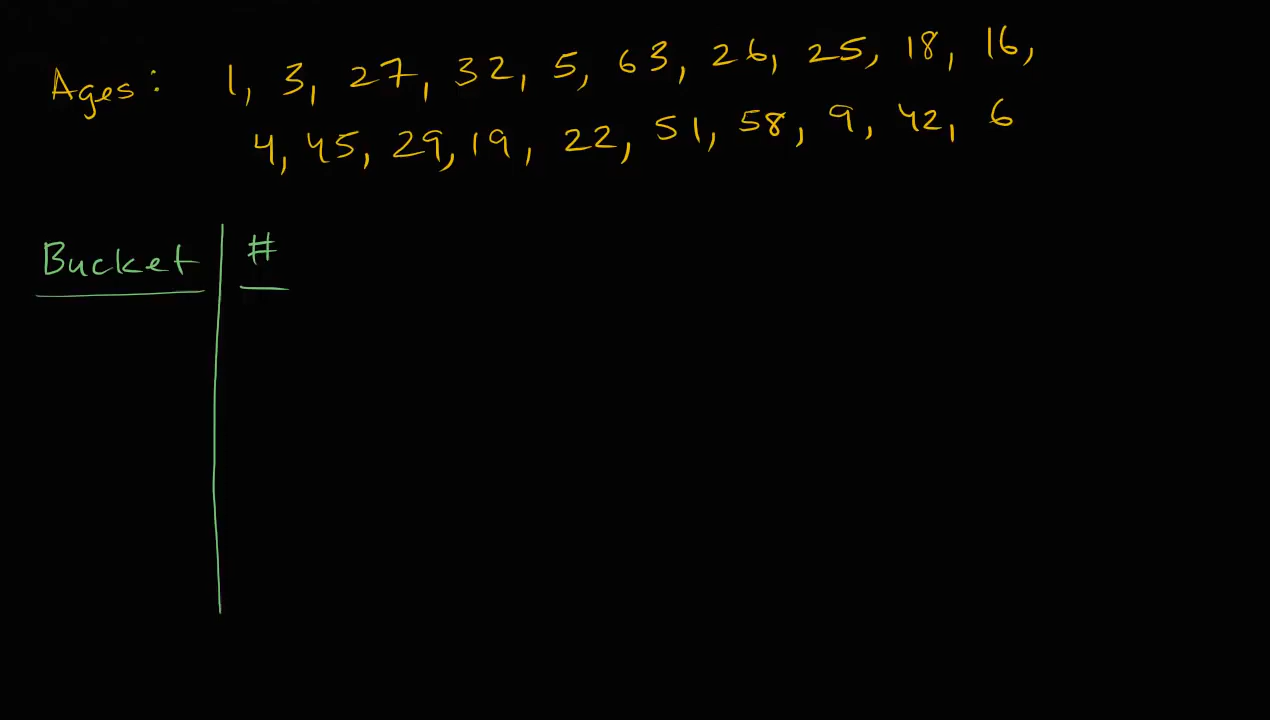 Ages: 1, 3, 27, 32, 5, 63, 26, 25, 18, 16,
4, 45, 29, 19, 22, 51, 58, 9, 42, 6
Bucket #